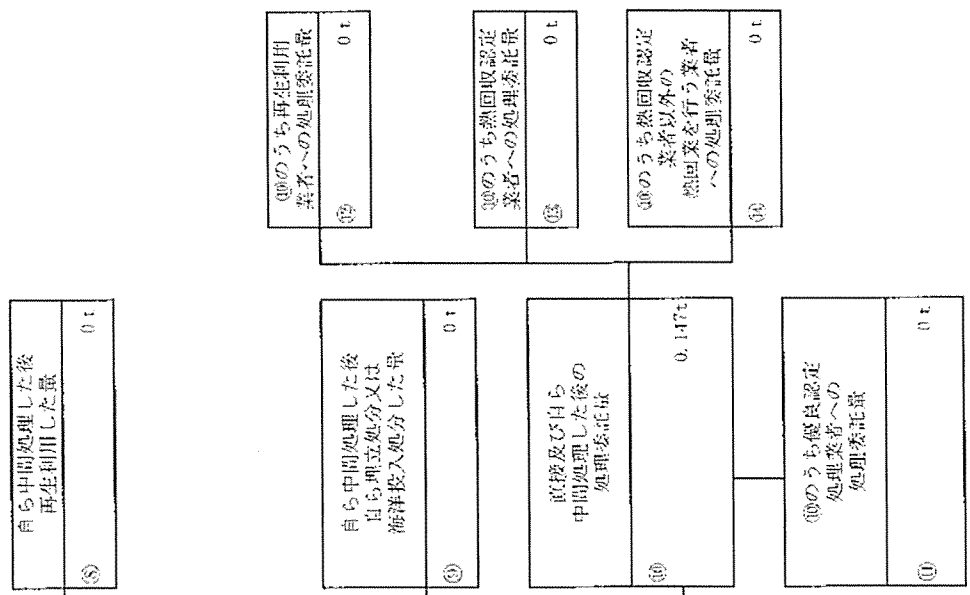 自ら中間処理した後
再生利用した量
⑧ 0 t
自ら中間処理した後
自ら埋立処分又は
海洋投入処分した量
⑨ 0 t
直接及び自ら
中間処理した後の
処理委託量
⑩ 0.147t
⑩のうち優良認定
処理業者への
処理委託量
⑪ 0t
⑩のうち再生利用
業者への処理委託量
⑫ 0 t
⑩のうち熱回収認定
業者への処理委託量
⑬ 0 t
⑩のうち熱回収認定
業者以外の
熱回業を行う業者
への処理委託量
⑭ 0 t